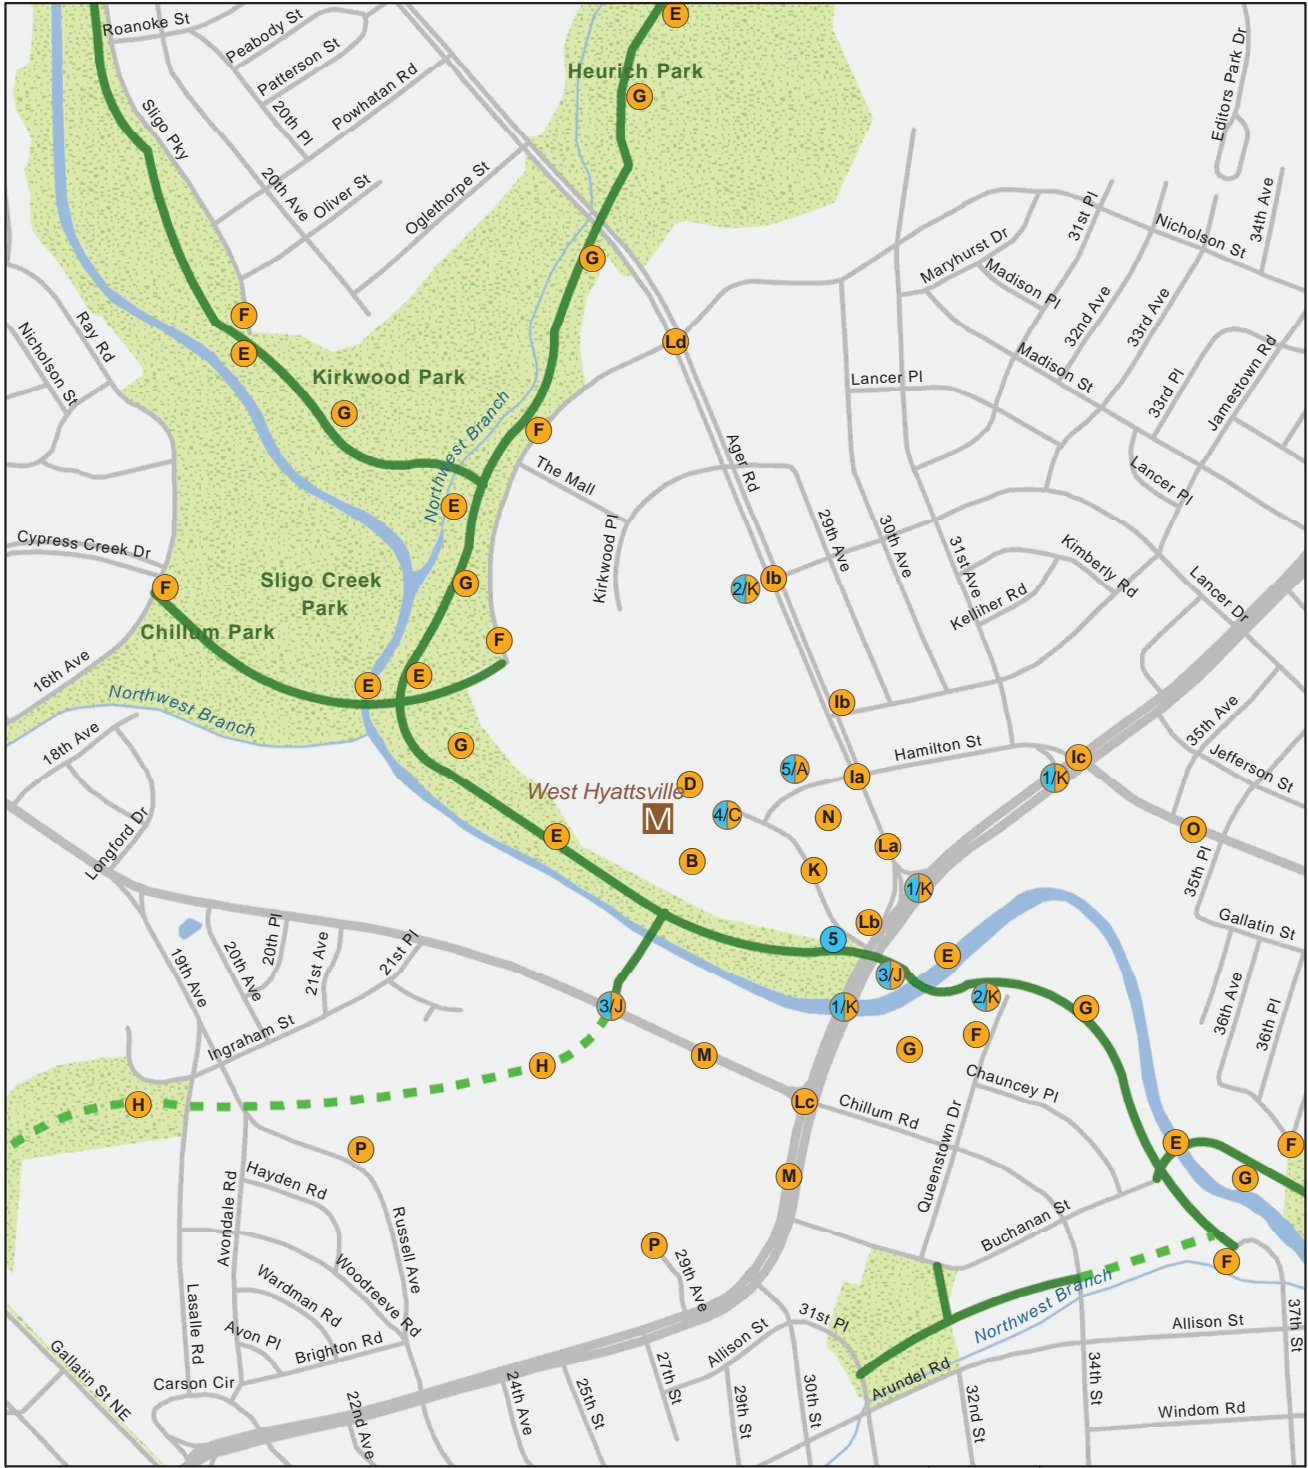 Roanoke St
Peabody St
E
Heurich Park
Patterson St
G
Editors Park Dr
Powhatan Rd
20th Pl
Sligo Pky
20th Ave
Oliver St
Oglethorpe St
31st Pl
34th Ave
Nicholson St
G
Maryhurst Dr
Madison Pl
32nd Ave
33rd Ave
F
Ray Rd
E
Nicholson St
Ld
Madison St
Jamestown Rd
Kirkwood Park
Lancer Pl
33rd Pl
G
Northwest Branch
F
Ager Rd
The Mall
Lancer Pl
E
Kirkwood Pl
29th Ave
30th Ave
31st Ave
Cypress Creek Dr
Kimberly Rd
Sligo Creek
Park
G
F
2/K
Ib
Kelliher Rd
Lancer Dr
Chillum Park
F
16th Ave
E
E
Northwest Branch
Ib
35th Ave
18th Ave
G
Hamilton St
Ic
Jefferson St
5/A
Ia
1/K
West Hyattsville
D
M
4/C
N
O
Longford Dr
E
B
K
La
35th Pl
1/K
Lb
Gallatin St
20th Pl
5
21st Ave
21st Pl
E
20th Ave
19th Ave
3/J
2/K
36th Ave
36th Pl
3/J
1/K
G
Ingraham St
F
G
M
H
Chauncey Pl
H
Lc
Chillum Rd
Queenstown Dr
P
E
F
Hayden Rd
M
G
Avondale Rd
Russell Ave
Buchanan St
P
29th Ave
F
Woodreeve Rd
Wardman Rd
Northwest Branch
Lasalle Rd
31st Pl
Allison St
37th St
Avon Pl
Allison St
Brighton Rd
Gallatin St NE
Carson Cir
27th St
Arundel Rd
34th St
22nd Ave
24th Ave
25th St
29th St
30th St
32nd St
Windom Rd